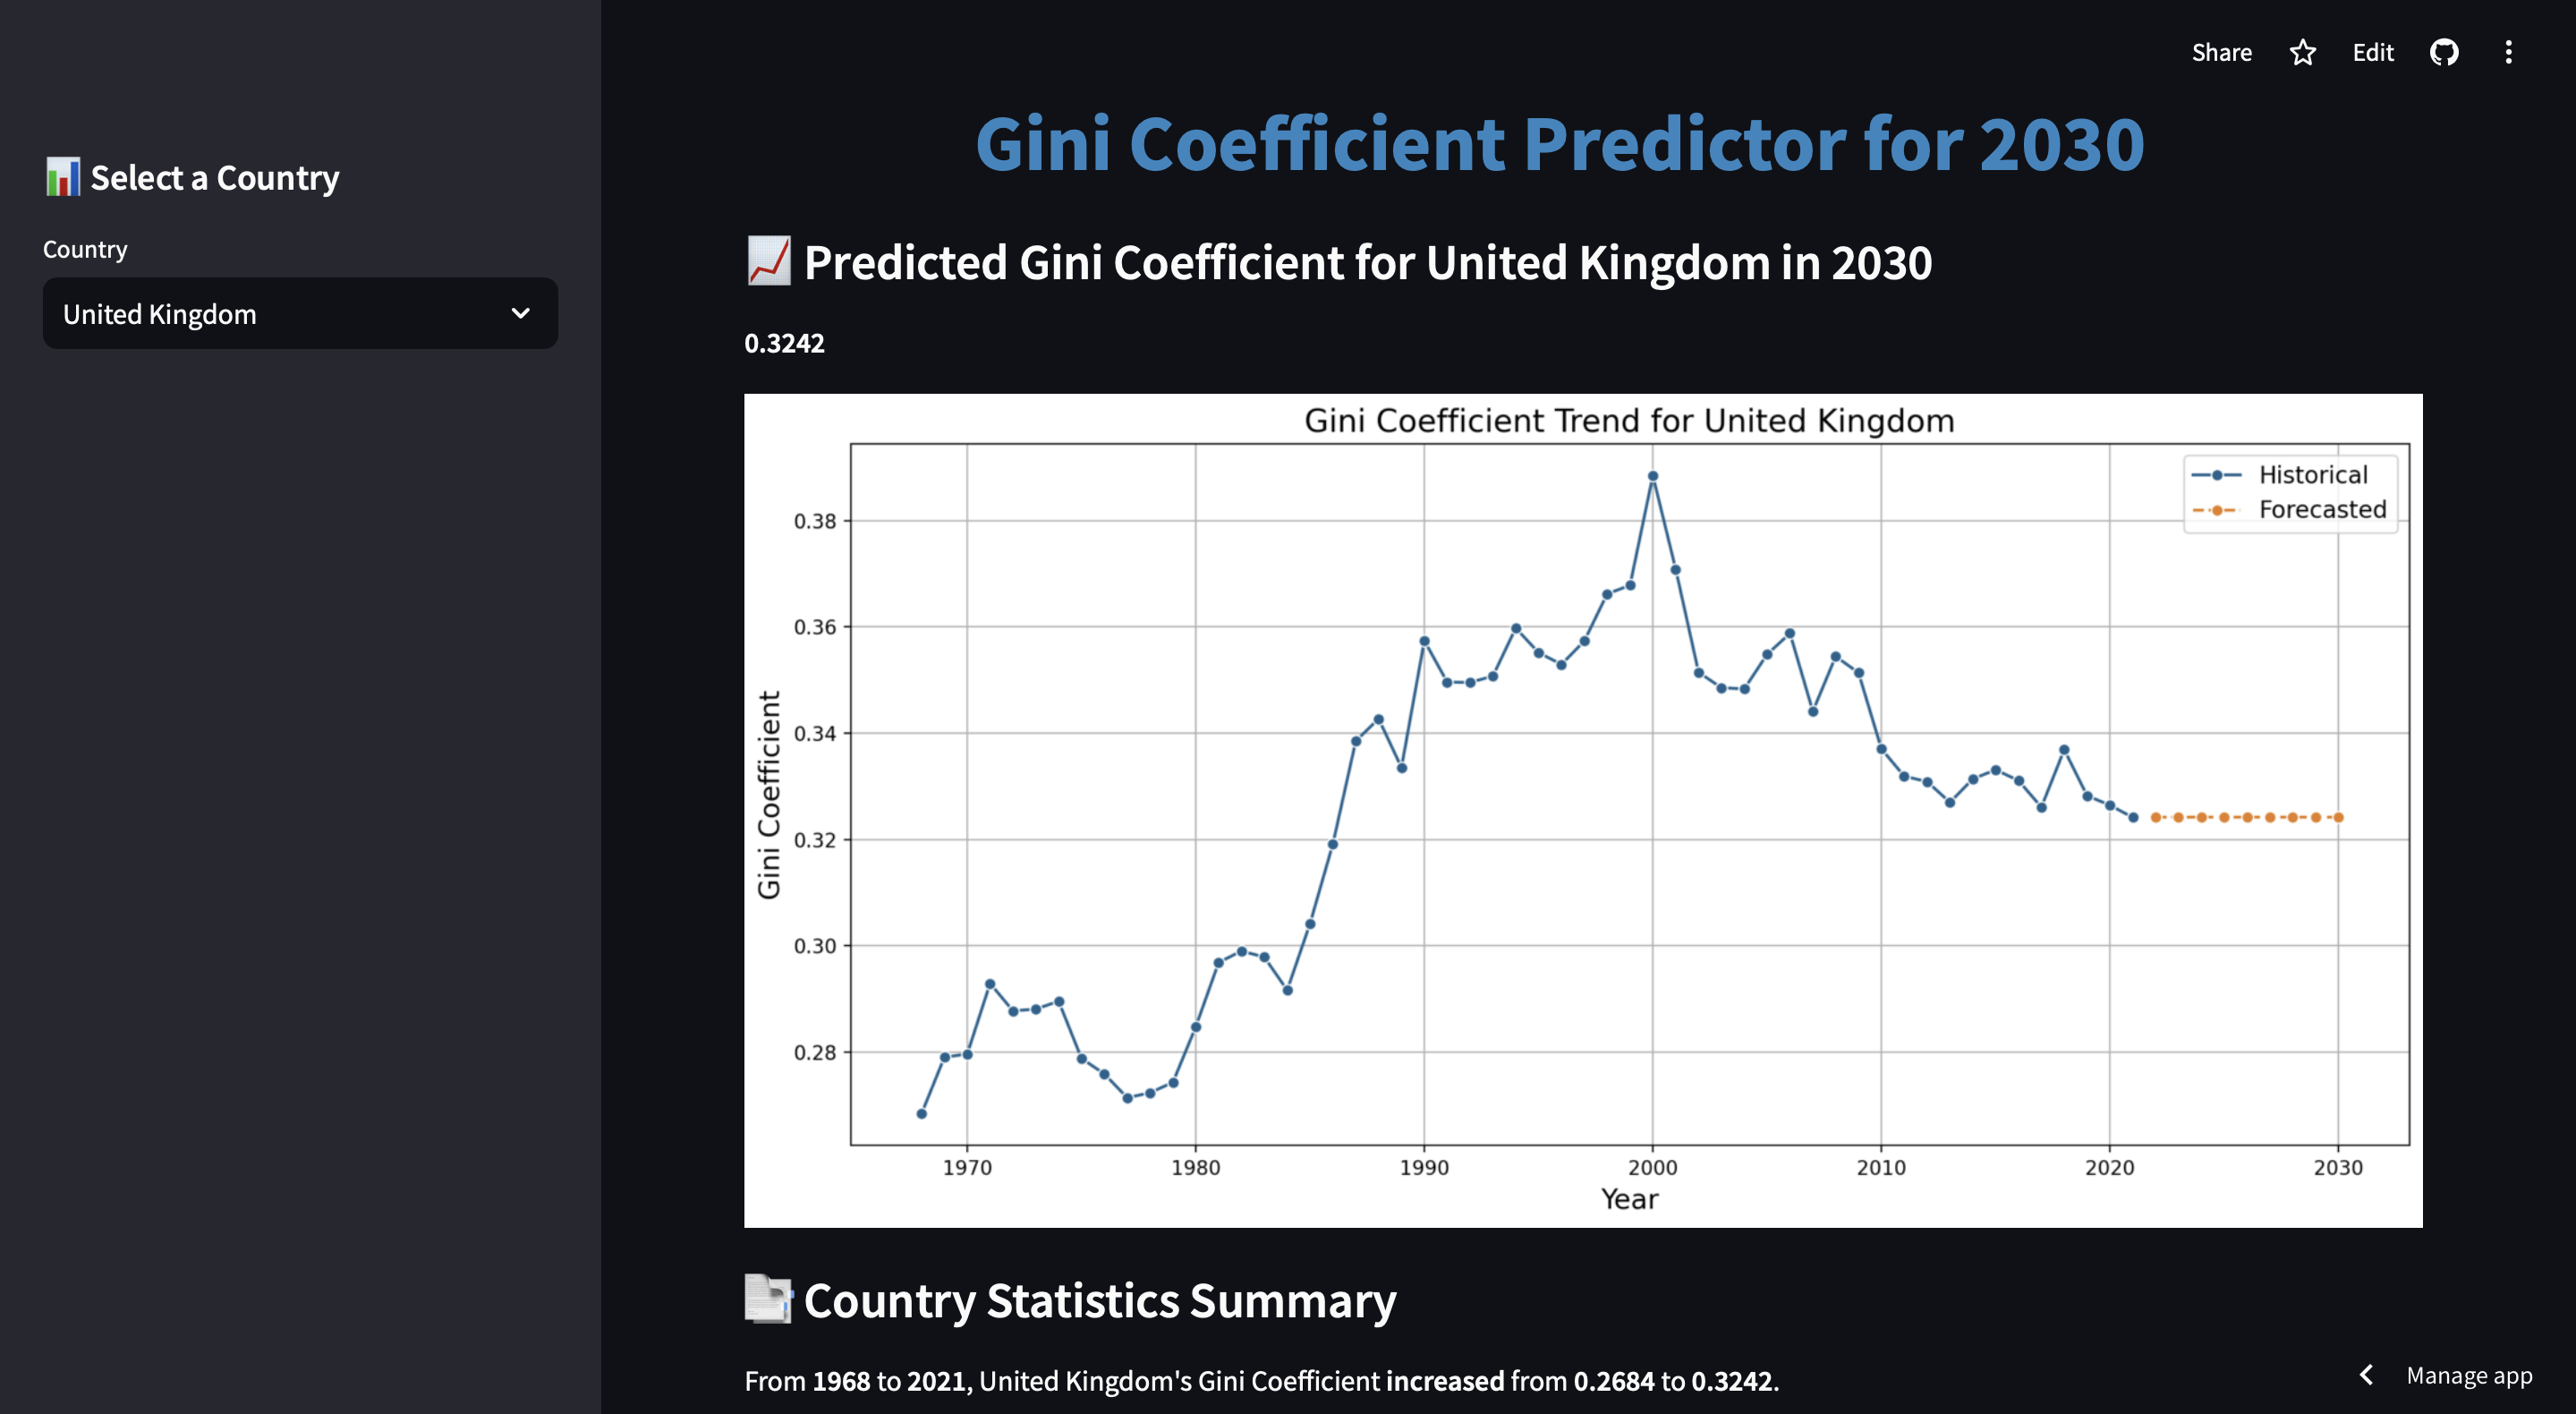 Share
Edit
Select a Country
Country
United Kingdom
Gini Coefficient Predictor for 2030
Predicted Gini Coefficient for United Kingdom in 2030
0.3242
Gini Coefficient Trend for United Kingdom
Historical
Forecasted
Gini Coefficient
0.38
0.36
0.34
0.32
0.30
0.28
1970 1980 1990 2000 2010 2020 2030
Year
Country Statistics Summary
From 1968 to 2021, United Kingdom's Gini Coefficient increased from 0.2684 to 0.3242.
Manage app